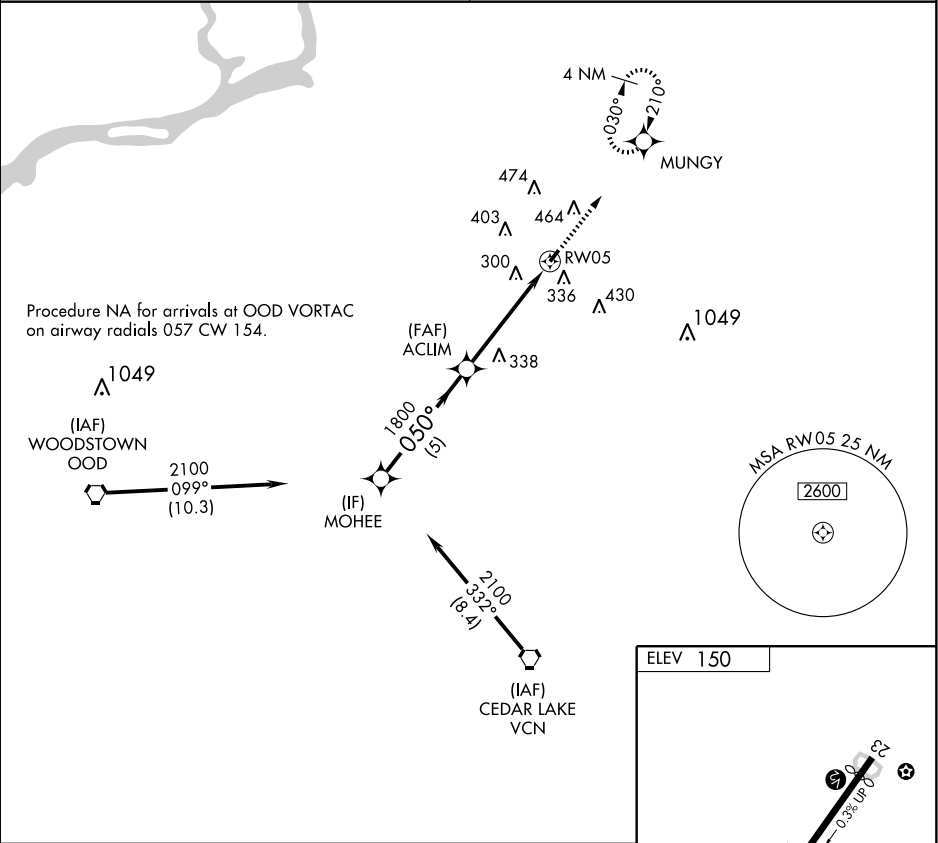 4 NM
030°
210°
MUNGY
474
403
464
300
RW05
336
430
1049
Procedure NA for arrivals at OOD VORTAC
on airway radials 057 CW 154.
(FAF)
ACLIM
338
1049
1800
050°
(5)
(IAF)
WOODSTOWN
OOD
2100
099°
(10.3)
(IF)
MOHEE
MSA RW05 25 NM
2600
2100
332°
(8.4)
(IAF)
CEDAR LAKE
VCN
ELEV 150
23
0.3% UP